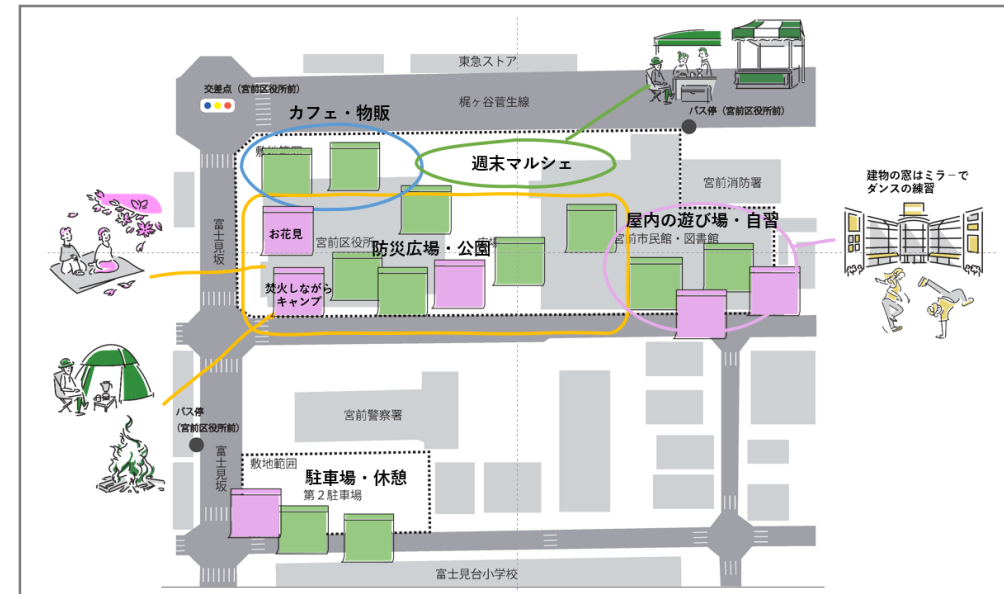 東急ストア
交差点（宮前区役所前）
梶ヶ谷菅生線
カフェ・物販
バス停（宮前区役所前）
敷地範囲
週末マルシェ
宮前消防署
建物の窓はミラーで
ダンスの練習
富士見坂
お花見
宮前区役所
防災広場・公園
屋内の遊び場・自習
宮前市民館・図書館
焚火しながら
キャンプ
バス停
（宮前区役所前）
宮前警察署
富士見坂
敷地範囲
駐車場・休憩
第２駐車場
富士見台小学校